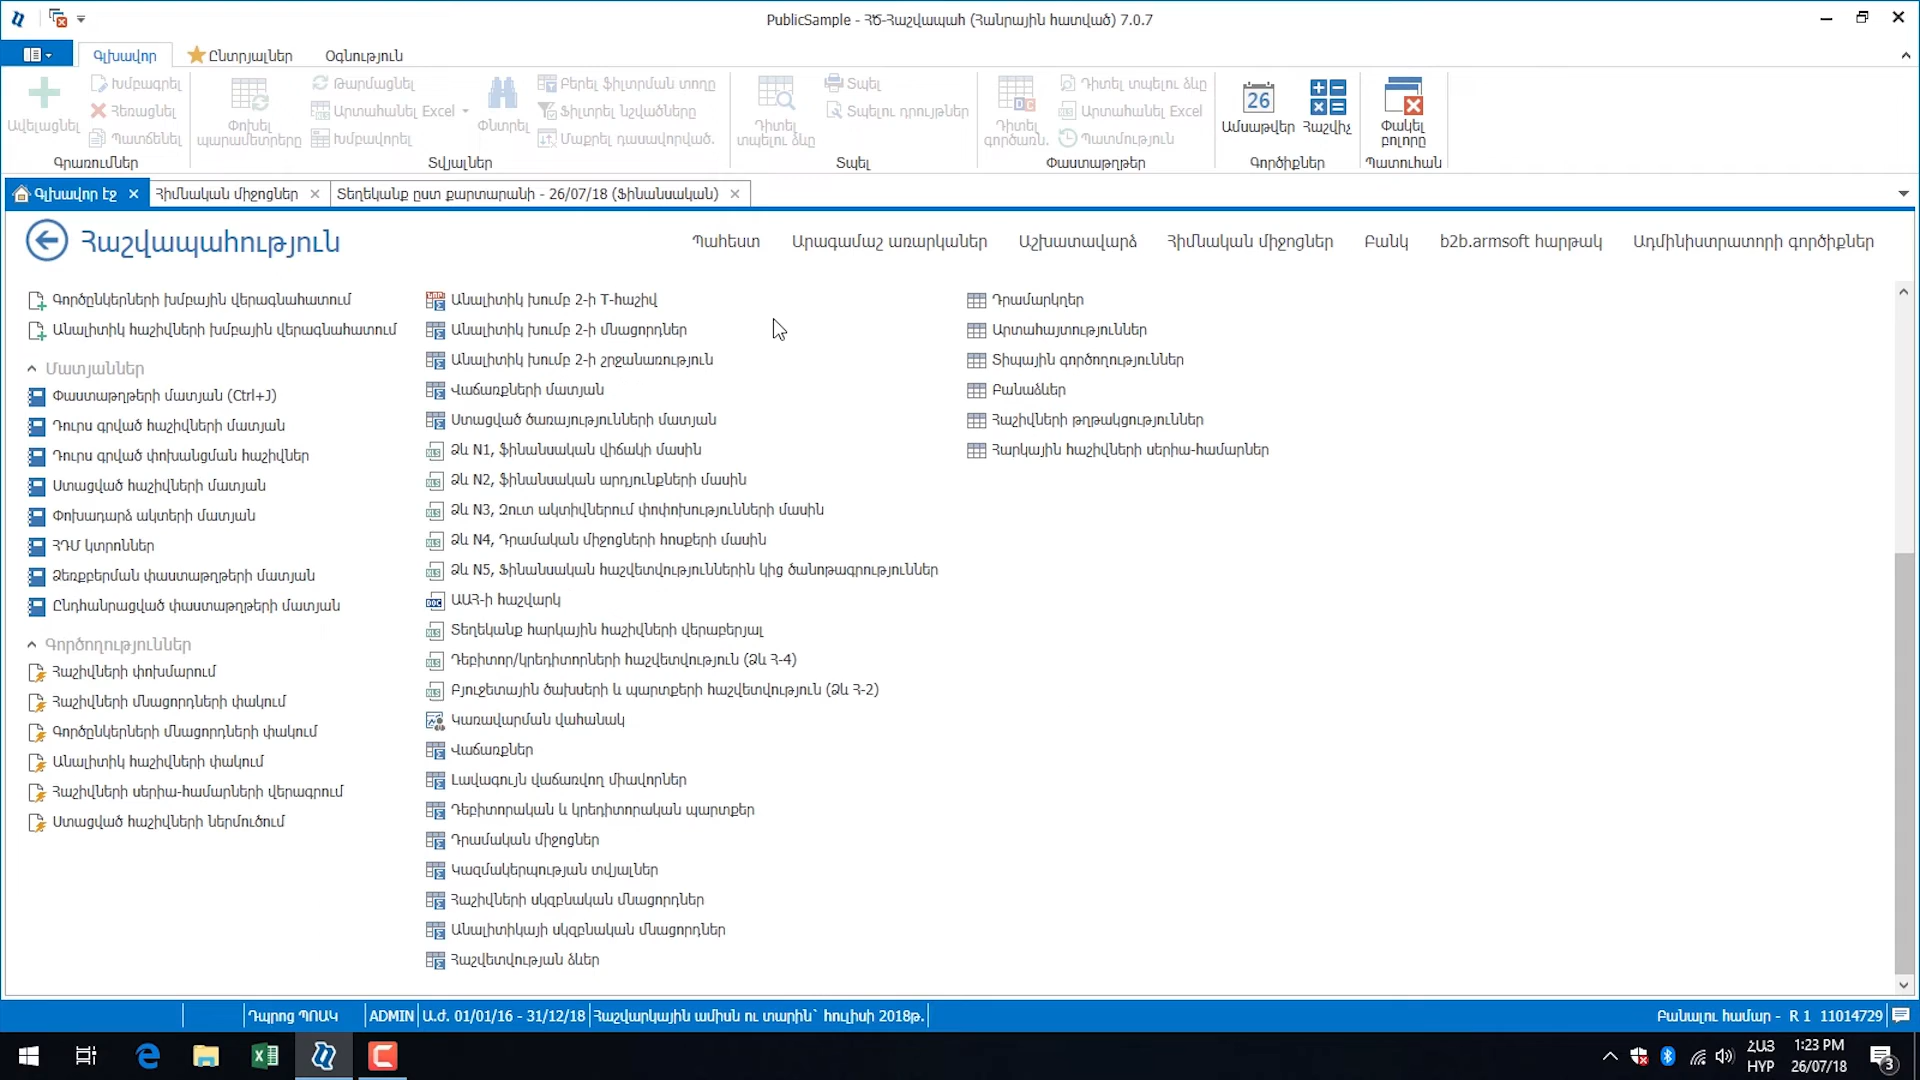 PublicSample - ՀԾ-Հաշվապահ (Հանրային հատված) 7.0.7
Գլխավոր
Ընտրյալներ
Օգնություն
Ավելացնել
Խմբագրել
Հեռացնել
Պատճենել
Գրառումներ
Փոխել պարամետրերը
Թարմացնել
Արտահանել Excel
Խմբավորել
Փնտրել
Բերել ֆիլտրման տողը
Ֆիլտրել նշվածները
Մաքրել դասավորված.
Տվյալներ
Դիտել տպելու ձևը
Տպել
Տպելու դրույթներ
Տպել
Դիտել գործառն.
Դիտել տպելու ձևը
Արտահանել Excel
Պատմություն
Փաստաթղթեր
26
Ամսաթվեր
Հաշվիչ
Գործիքներ
Փակել բոլորը
Պատուհան
Գլխավոր էջ
Հիմնական միջոցներ
Տեղեկանք ըստ քարտարանի - 26/07/18 (Ֆինանսական)
Հաշվապահություն
Պահեստ
Արագամաշ առարկաներ
Աշխատավարձ
Հիմնական միջոցներ
Բանկ
b2b.armsoft հարթակ
Ադմինիստրատորի գործիքներ
Գործընկերների խմբային վերագնահատում
Անալիտիկ հաշիվների խմբային վերագնահատում
Մատյաններ
Փաստաթղթերի մատյան (Ctrl+J)
Դուրս գրված հաշիվների մատյան
Դուրս գրված փոխանցման հաշիվներ
Ստացված հաշիվների մատյան
Փոխադարձ ակտերի մատյան
ՀԴՄ կտրոններ
Ձեռքբերման փաստաթղթերի մատյան
Ընդհանրացված փաստաթղթերի մատյան
Գործողություններ
Հաշիվների փոխմարում
Հաշիվների մնացորդների փակում
Գործընկերների մնացորդների փակում
Անալիտիկ հաշիվների փակում
Հաշիվների սերիա-համարների վերագրում
Ստացված հաշիվների ներմուծում
Անալիտիկ խումբ 2-ի T-հաշիվ
Անալիտիկ խումբ 2-ի մնացորդներ
Անալիտիկ խումբ 2-ի շրջանառություն
Վաճառքների մատյան
Ստացված ծառայությունների մատյան
Ձև N1, Ֆինանսական վիճակի մասին
Ձև N2, Ֆինանսական արդյունքների մասին
Ձև N3, Զուտ ակտիվներում փոփոխությունների մասին
Ձև N4, Դրամական միջոցների հոսքերի մասին
Ձև N5, Ֆինանսական հաշվետվություններին կից ծանոթագրություններ
ԱԱՀ-ի հաշվարկ
Տեղեկանք հարկային հաշիվների վերաբերյալ
Դեբիտոր/կրեդիտորների հաշվետվություն (Ձև Հ-4)
Բյուջետային ծախսերի և պարտքերի հաշվետվություն (Ձև Հ-2)
Կառավարման վահանակ
Վաճառքներ
Լավագույն վաճառվող միավորներ
Դեբիտորական և կրեդիտորական պարտքեր
Դրամական միջոցներ
Կազմակերպության տվյալներ
Հաշիվների սկզբնական մնացորդներ
Անալիտիկայի սկզբնական մնացորդներ
Հաշվետվության ձևեր
Դրամարկղեր
Արտահայտություններ
Տիպային գործողություններ
Բանաձևեր
Հաշիվների թղթակցություններ
Հարկային հաշիվների սերիա-համարներ
Դպրոց ՊՈԱԿ
ADMIN
Ա.ժ. 01/01/16 - 31/12/18
Հաշվարկային ամիսն ու տարին` հուլիսի 2018թ.
Բանալու համար - R 1 11014729
ՀԱՅ
HYP
1:23 PM
26/07/18
3